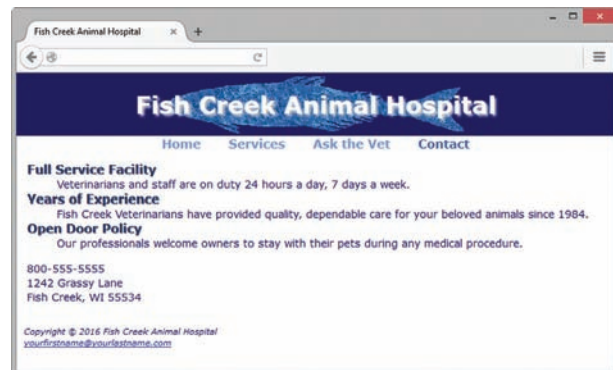 Fish Creek Animal Hospital
Fish Creek Animal Hospital
Home Services Ask the Vet Contact
Full Service Facility
Veterinarians and staff are on duty 24 hours a day, 7 days a week.
Years of Experience
Fish Creek Veterinarians have provided quality, dependable care for your beloved animals since 1984.
Open Door Policy
Our professionals welcome owners to stay with their pets during any medical procedure.
800-555-5555
1242 Grassy Lane
Fish Creek, WI 55534
Copyright © 2016 Fish Creek Animal Hospital
yourfirstname@yourlastname.com